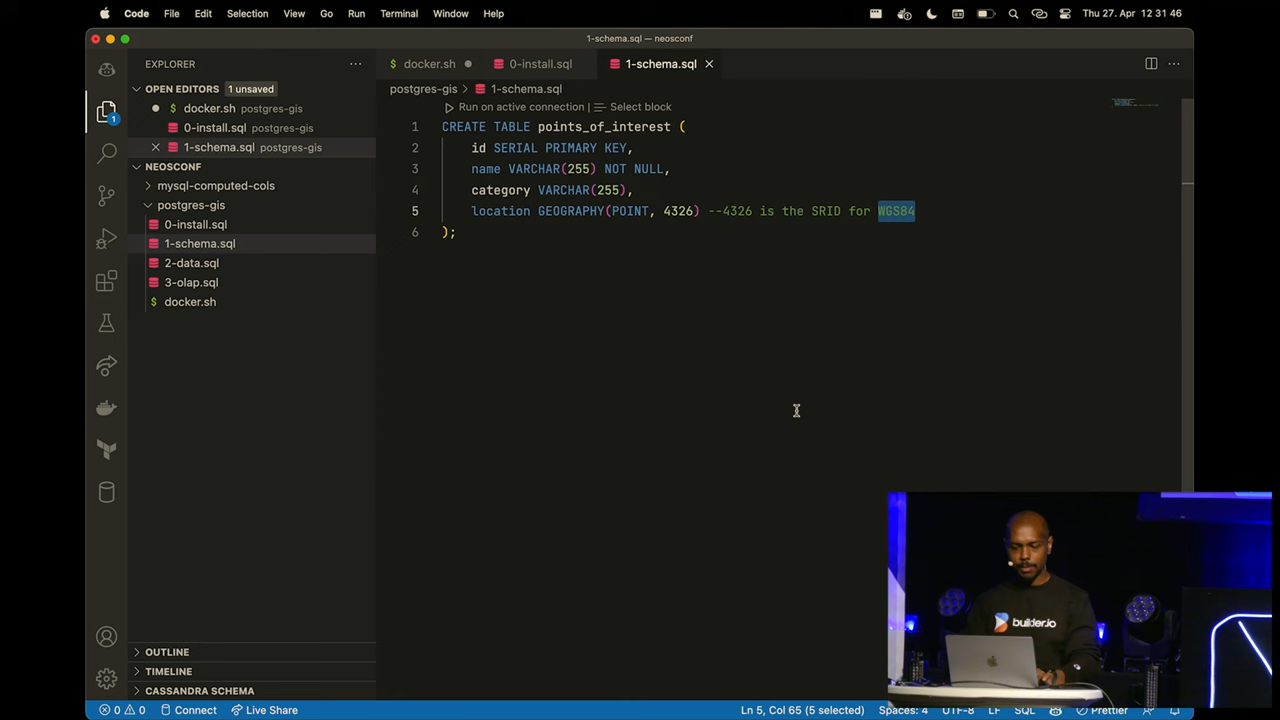 Code File Edit Selection View Go Run Terminal Window Help Thu 27. Apr 12 31 46
1-schema.sql — neosconf
EXPLORER
OPEN EDITORS 1 unsaved
docker.sh postgres-gis
0-install.sql postgres-gis
1-schema.sql postgres-gis
NEOSCONF
mysql-computed-cols
postgres-gis
0-install.sql
1-schema.sql
2-data.sql
3-olap.sql
$ docker.sh
OUTLINE
TIMELINE
CASSANDRA SCHEMA
1
$ docker.sh 0-install.sql 1-schema.sql
postgres-gis > 1-schema.sql
Run on active connection | Select block
1 CREATE TABLE points_of_interest (
2 id SERIAL PRIMARY KEY,
3 name VARCHAR(255) NOT NULL,
4 category VARCHAR(255),
5 location GEOGRAPHY(POINT, 4326) --4326 is the SRID for WGS84
6 );
builder.io
0 0 Connect Live Share Ln 5, Col 65 (5 selected) Spaces: 4 UTF-8 LF SQL Prettier